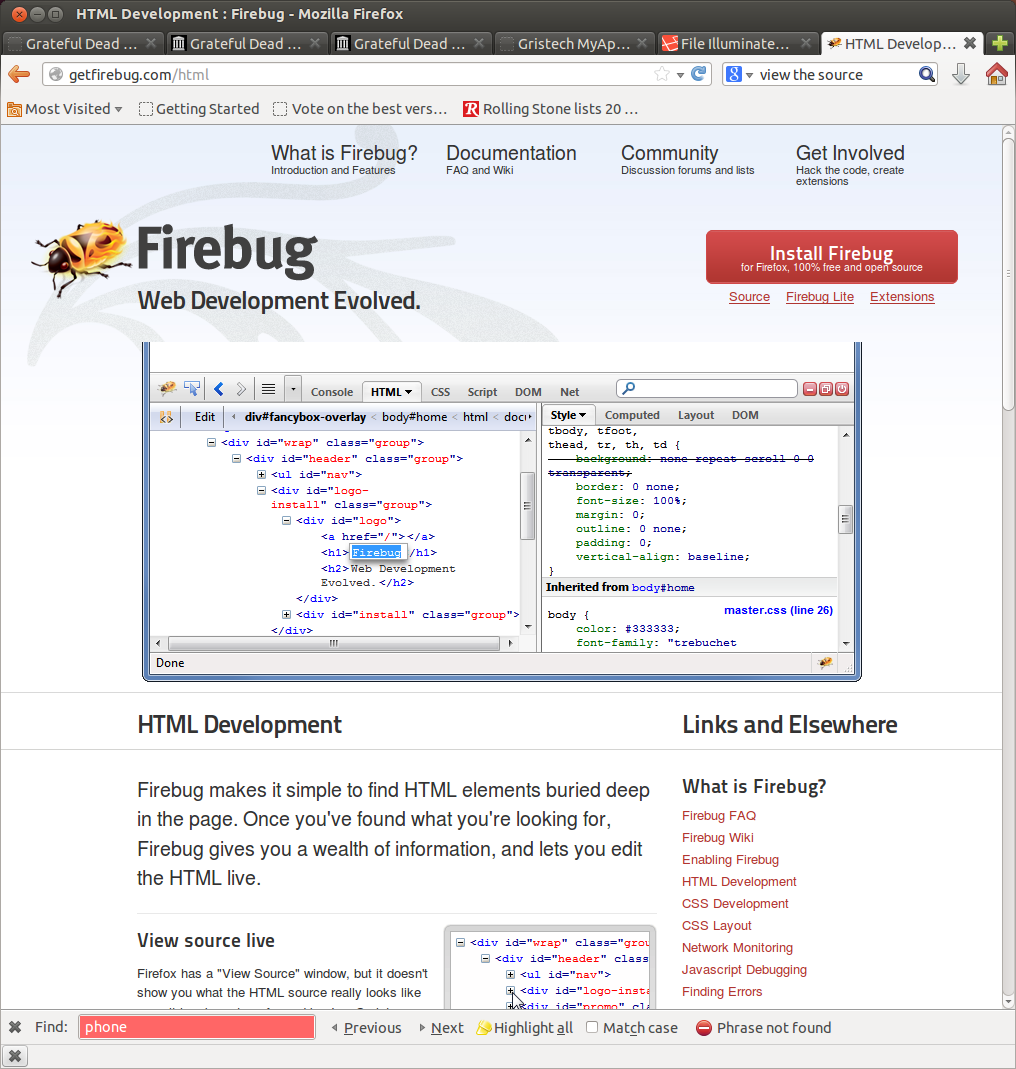 HTML Development : Firebug - Mozilla Firefox
Grateful Dead ...
Grateful Dead ...
Grateful Dead ...
Gristech MyAp...
File Illuminate...
HTML Develop...
getfirebug.com/html
view the source
Most Visited
Getting Started
Vote on the best vers...
Rolling Stone lists 20 ...
What is Firebug?
Introduction and Features
Documentation
FAQ and Wiki
Community
Discussion forums and lists
Get Involved
Hack the code, create
extensions
Firebug
Web Development Evolved.
Install Firebug
for Firefox, 100% free and open source
Source
Firebug Lite
Extensions
Console
HTML
CSS
Script
DOM
Net
Edit
div#fancybox-overlay < body#home < html < docu
<div id="wrap" class="group">
<div id="header" class="group">
<ul id="nav">
<div id="logo-
install" class="group">
<div id="logo">
<a href="/"></a>
<h1>Firebug</h1>
<h2>Web Development
Evolved.</h2>
</div>
<div id="install" class="group">
</div>
Style
Computed
Layout
DOM
tbody, tfoot,
thead, tr, th, td {
background: none repeat scroll 0 0
transparent;
border: 0 none;
font-size: 100%;
margin: 0;
outline: 0 none;
padding: 0;
vertical-align: baseline;
}
Inherited from body#home
master.css (line 26)
body {
color: #333333;
font-family: "trebuchet
Done
HTML Development
Firebug makes it simple to find HTML elements buried deep
in the page. Once you've found what you're looking for,
Firebug gives you a wealth of information, and lets you edit
the HTML live.
View source live
Firefox has a "View Source" window, but it doesn't
show you what the HTML source really looks like
<div id="wrap" class="grou
<div id="header" class
<ul id="nav">
<div id="logo-insta
<div id="promo" cla
Links and Elsewhere
What is Firebug?
Firebug FAQ
Firebug Wiki
Enabling Firebug
HTML Development
CSS Development
CSS Layout
Network Monitoring
Javascript Debugging
Finding Errors
Find:
phone
Previous
Next
Highlight all
Match case
Phrase not found